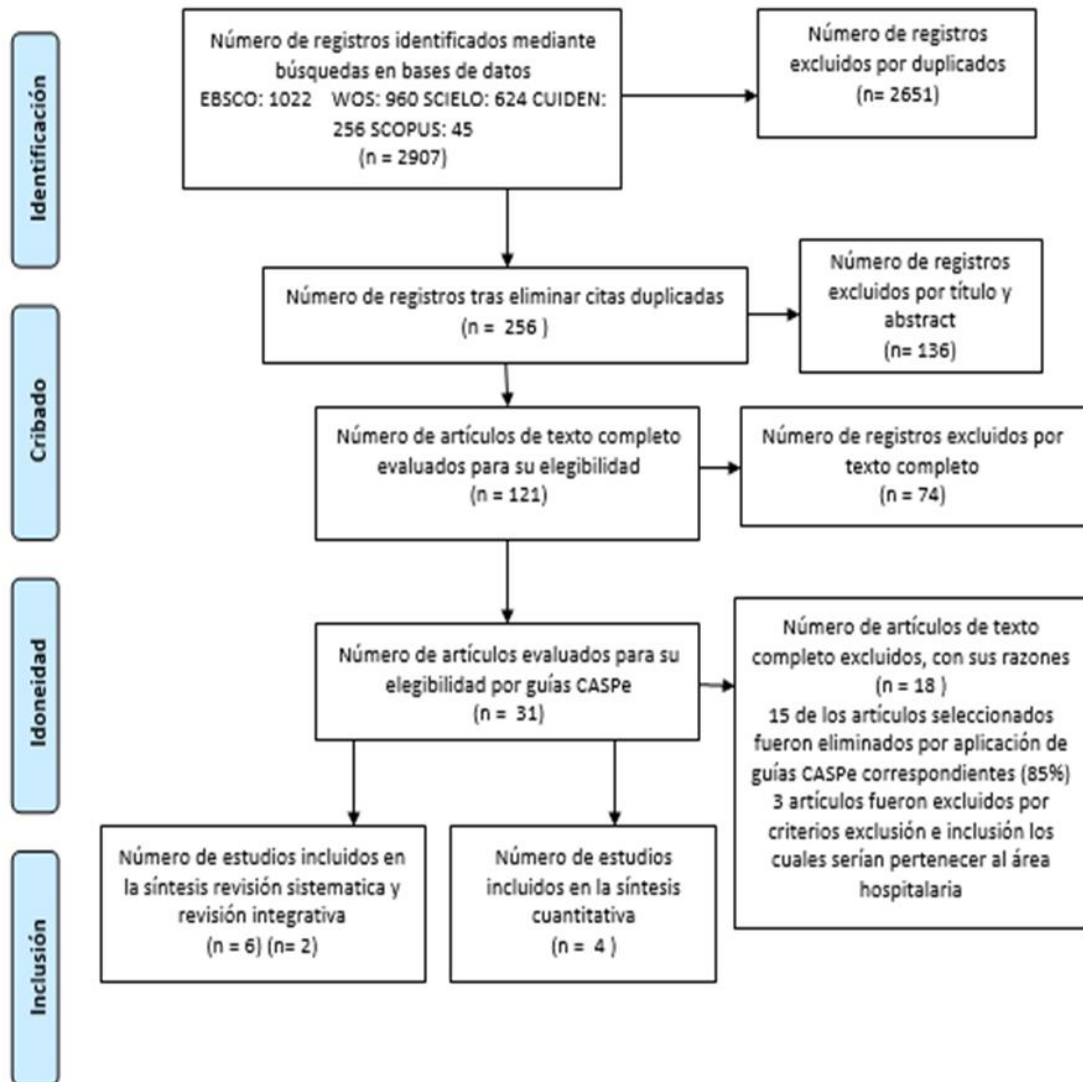 Identificación
Número de registros identificados mediante
búsquedas en bases de datos
EBSCO: 1022 WOS: 960 SCIELO: 624 CUIDEN:
256 SCOPUS: 45
(n = 2907)
Número de registros
excluidos por duplicados
(n= 2651)
Cribado
Número de registros tras eliminar citas duplicadas
(n = 256 )
Número de registros
excluidos por título y
abstract
(n= 136)
Número de artículos de texto completo
evaluados para su elegibilidad
(n = 121)
Número de registros excluidos por
texto completo
(n = 74)
Idoneidad
Número de artículos evaluados para su
elegibilidad por guías CASPe
(n = 31)
Número de artículos de texto
completo excluidos, con sus razones
(n = 18 )
15 de los artículos seleccionados
fueron eliminados por aplicación de
guías CASPe correspondientes (85%)
3 artículos fueron excluidos por
criterios exclusión e inclusión los
cuales serían pertenecer al área
hospitalaria
Inclusión
Número de estudios incluidos en
la síntesis revisión sistematica y
revisión integrativa
(n = 6) (n= 2)
Número de estudios
incluidos en la síntesis
cuantitativa
(n = 4 )